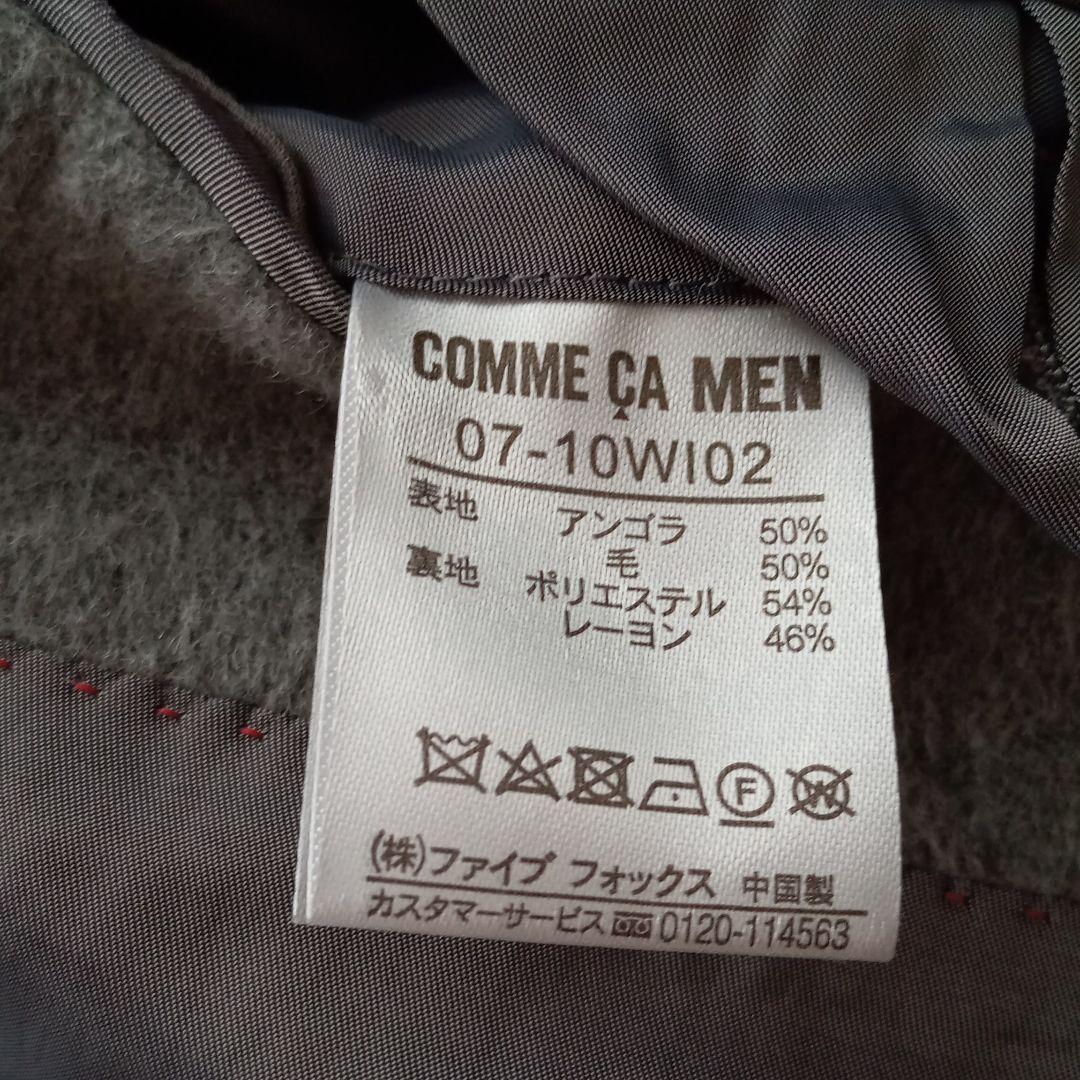 COMME ÇA MEN
07-10WI02
表地 アンゴラ 50%
毛 50%
裏地 ポリエステル 54%
レーヨン 46%
F W
(株)ファイブ フォックス 中国製
カスタマーサービス 0120-114563